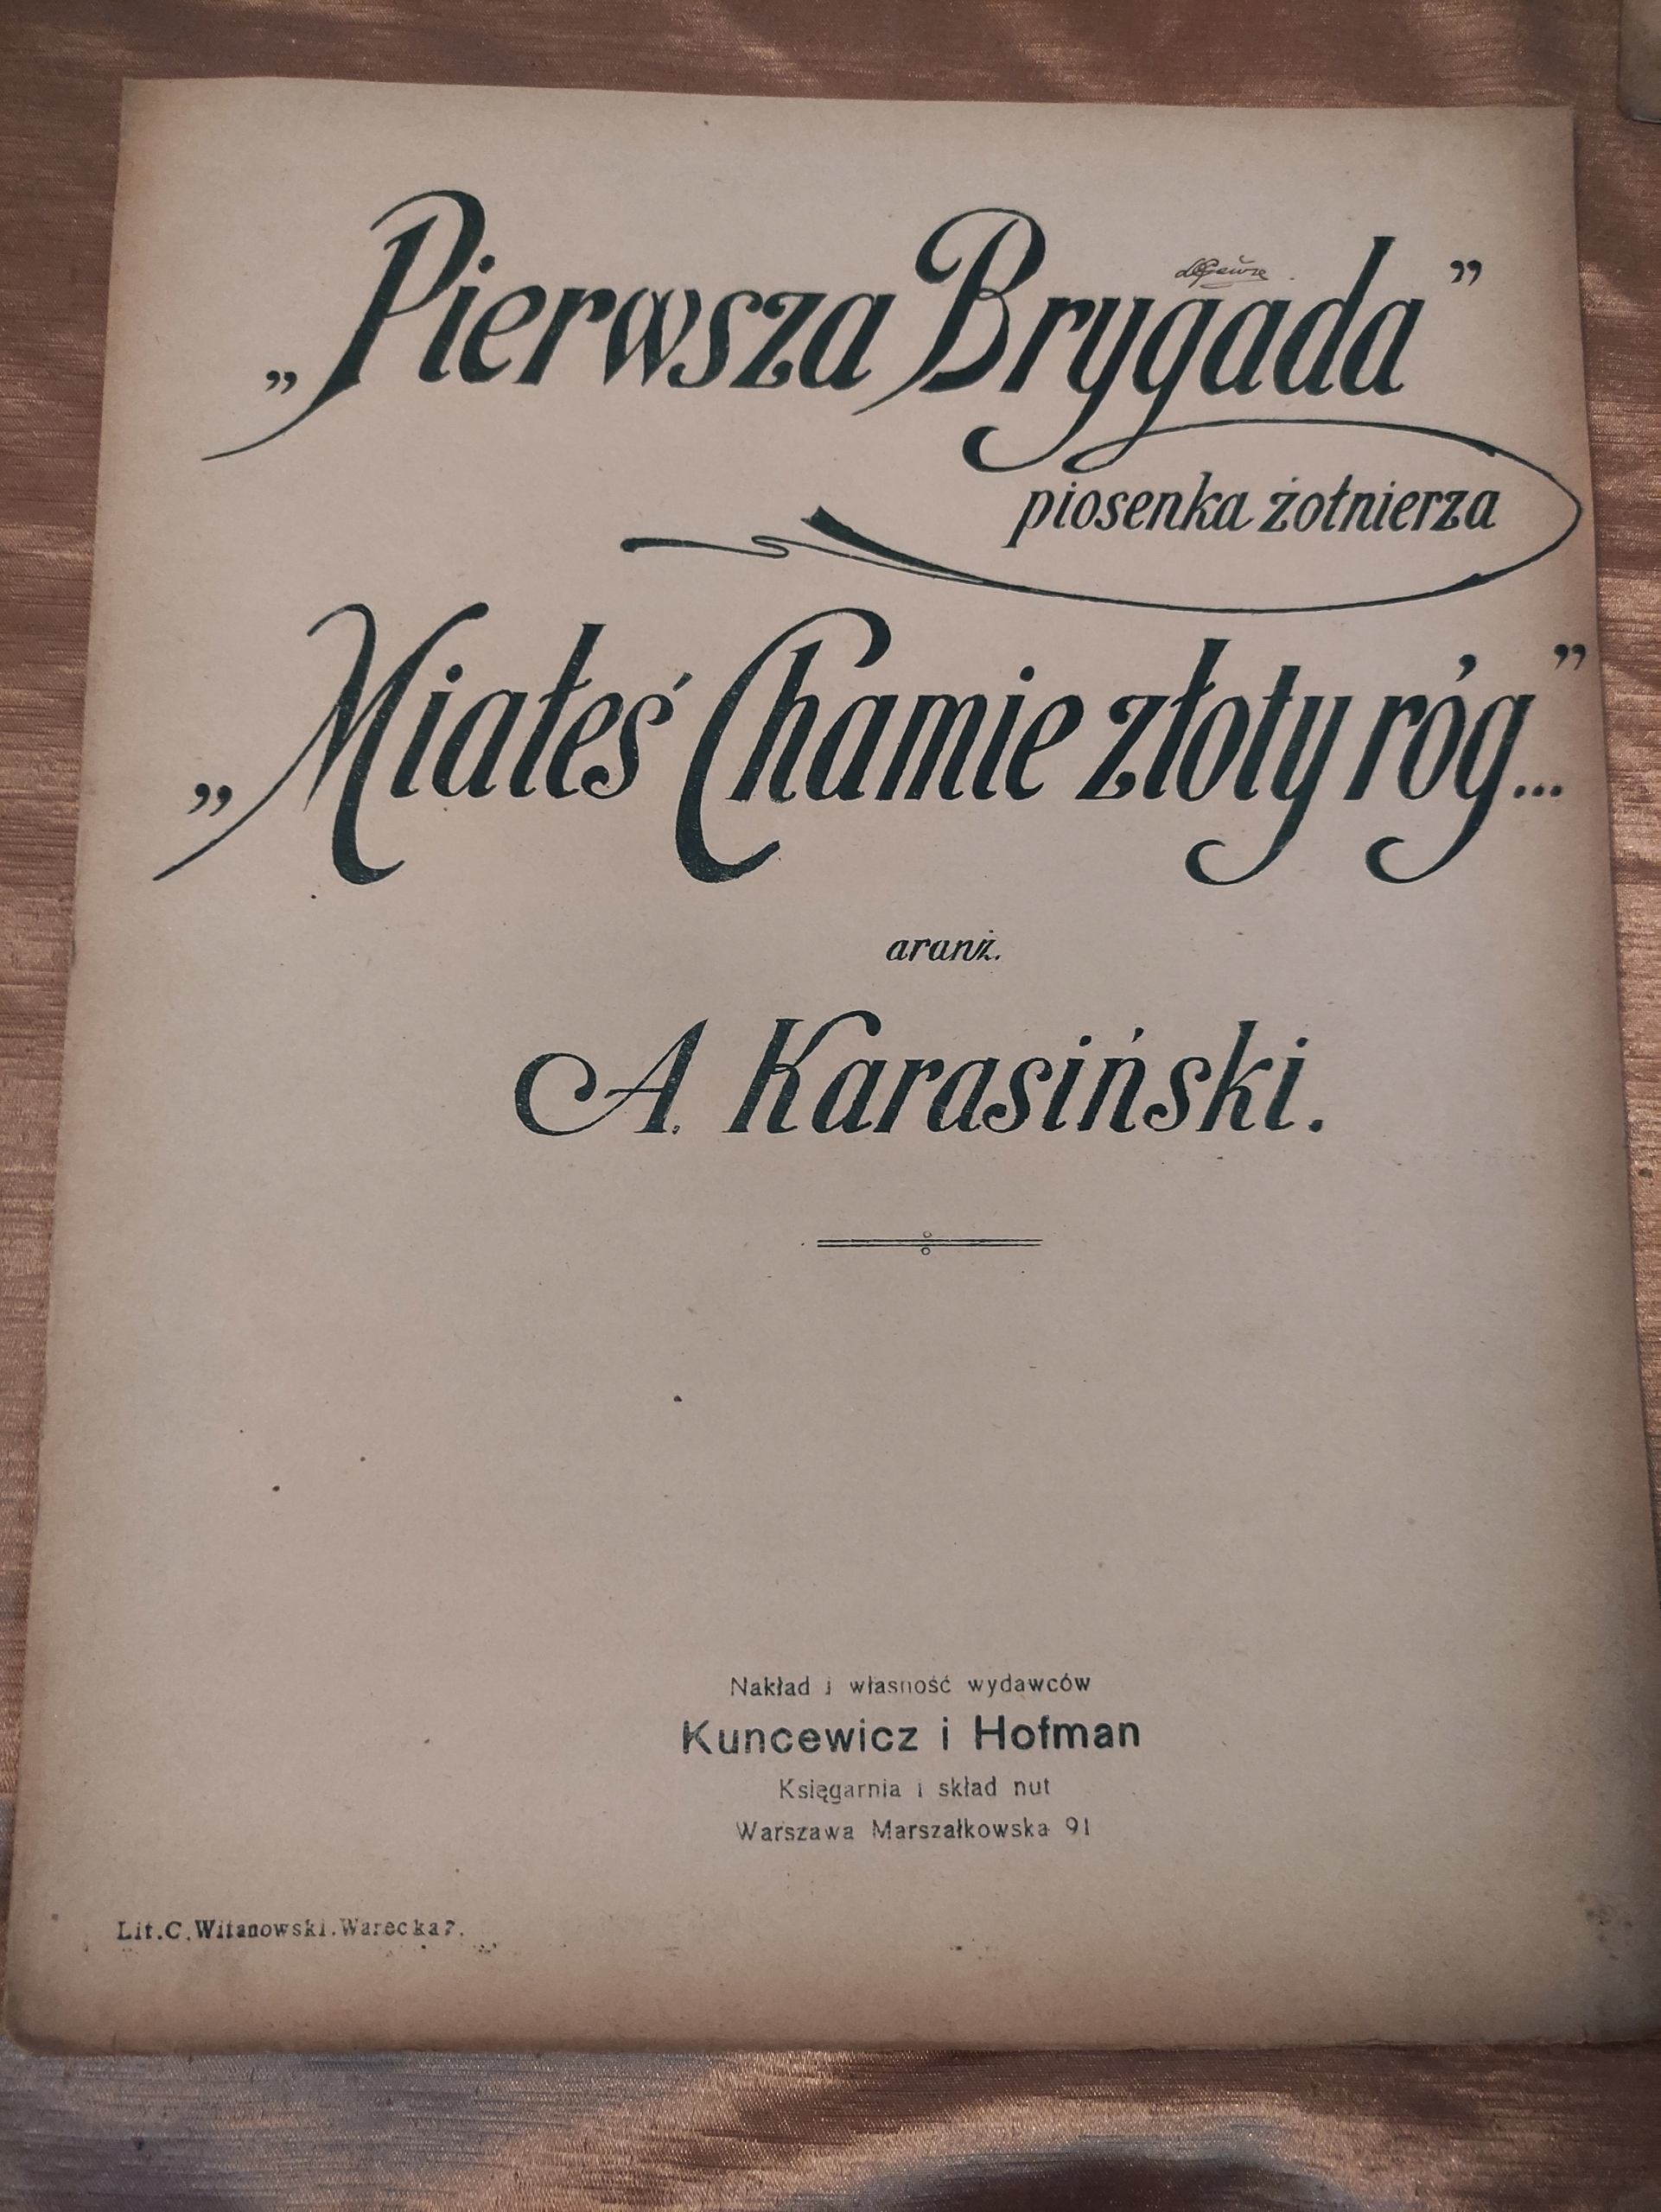 „Pierwsza Brygada”
piosenka żołnierza
„Miałeś Chamie złoty róg...”
aranż.
A. Karasiński.
Nakład i własność wydawców
Kuncewicz i Hofman
Księgarnia i skład nut
Warszawa Marszałkowska 91
Lit.C.Witanowski.Warecka 7.